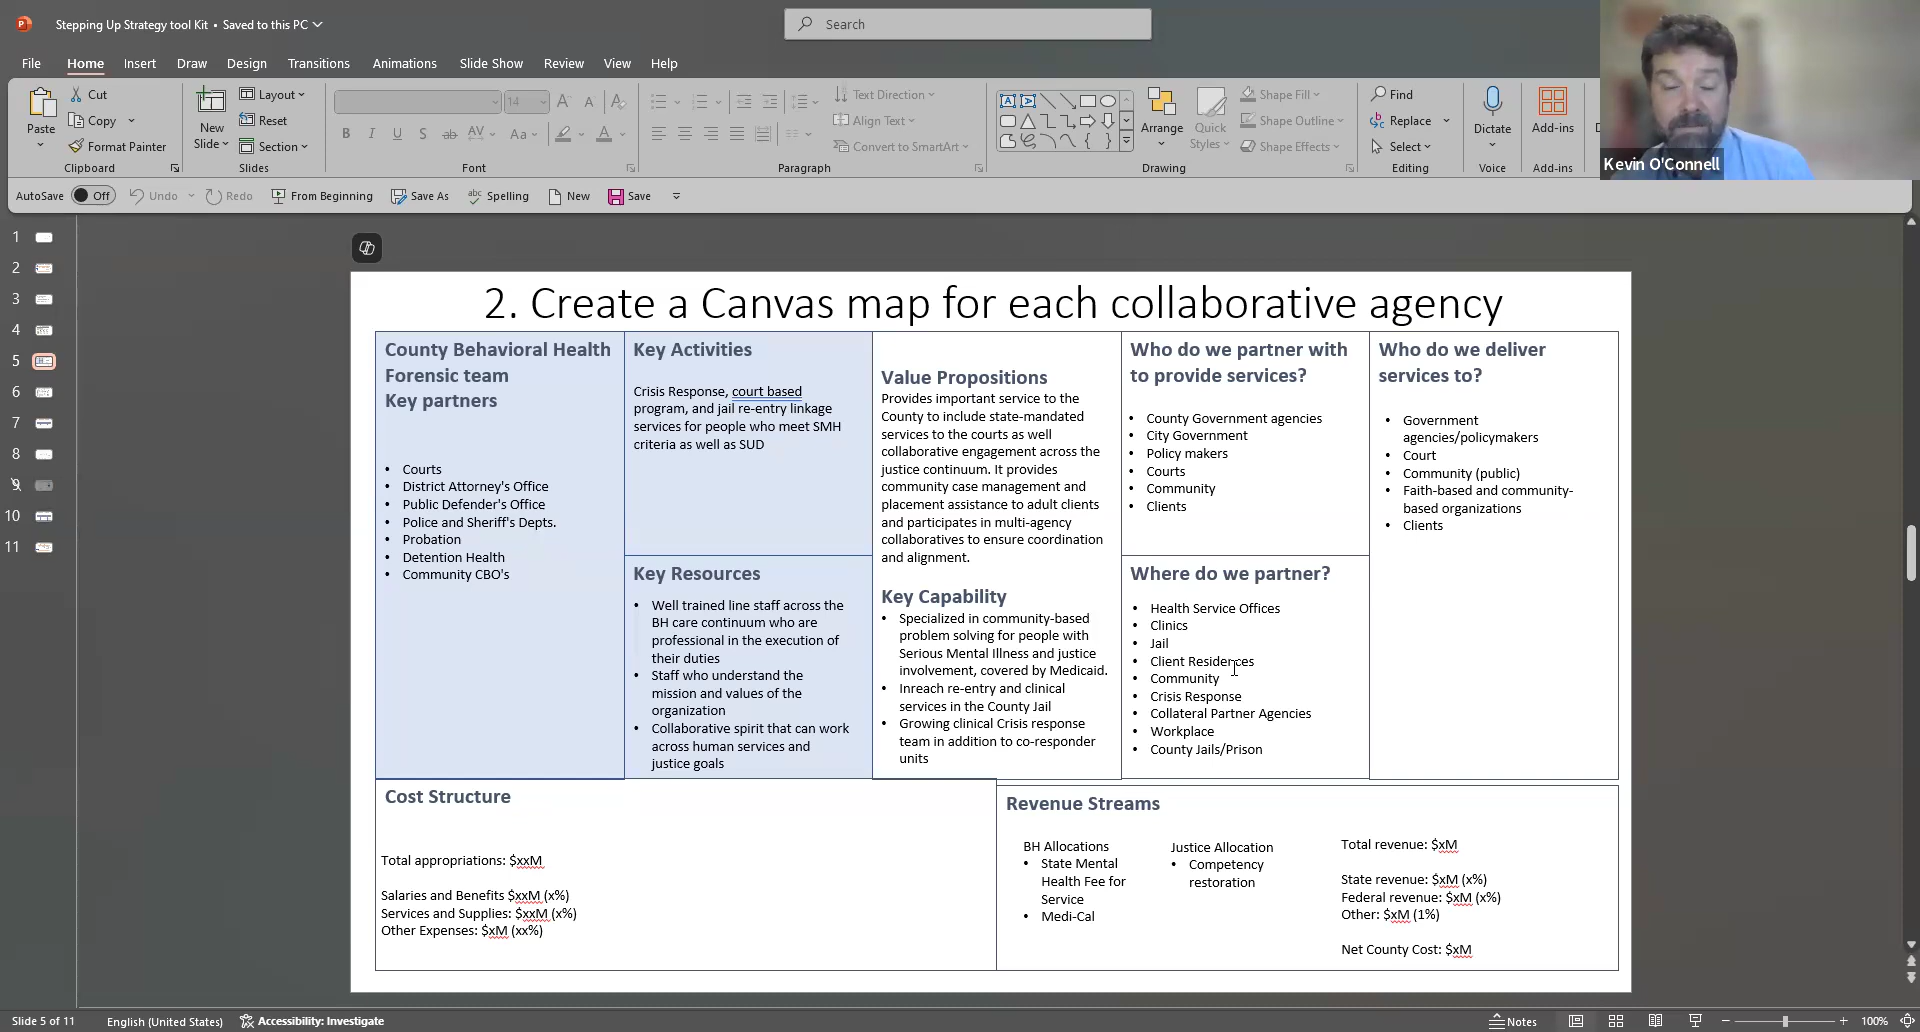 Stepping Up Strategy tool Kit • Saved to this PC
Search
File Home Insert Draw Design Transitions Animations Slide Show Review View Help
Paste
Cut
Copy
Format Painter
Clipboard
New
Slide
Layout
Reset
Section
Slides
14
Font
Text Direction
Align Text
Convert to SmartArt
Paragraph
Arrange
Quick
Styles
Shape Fill
Shape Outline
Shape Effects
Drawing
Find
Replace
Select
Editing
Dictate
Voice
Add-ins
Add-ins
Kevin O'Connell
AutoSave Off Undo Redo From Beginning Save As Spelling New Save
1
2
3
4
5
6
7
8
9
10
11
2. Create a Canvas map for each collaborative agency
County Behavioral Health
Forensic team
Key partners
• Courts
• District Attorney's Office
• Public Defender's Office
• Police and Sheriff's Depts.
• Probation
• Detention Health
• Community CBO's
Key Activities
Crisis Response, court based
program, and jail re-entry linkage
services for people who meet SMH
criteria as well as SUD
Key Resources
• Well trained line staff across the
BH care continuum who are
professional in the execution of
their duties
• Staff who understand the
mission and values of the
organization
• Collaborative spirit that can work
across human services and
justice goals
Value Propositions
Provides important service to the
County to include state-mandated
services to the courts as well
collaborative engagement across the
justice continuum. It provides
community case management and
placement assistance to adult clients
and participates in multi-agency
collaboratives to ensure coordination
and alignment.
Key Capability
• Specialized in community-based
problem solving for people with
Serious Mental Illness and justice
involvement, covered by Medicaid.
• Inreach re-entry and clinical
services in the County Jail
• Growing clinical Crisis response
team in addition to co-responder
units
Who do we partner with
to provide services?
• County Government agencies
• City Government
• Policy makers
• Courts
• Community
• Clients
Where do we partner?
• Health Service Offices
• Clinics
• Jail
• Client Residences
• Community
• Crisis Response
• Collateral Partner Agencies
• Workplace
• County Jails/Prison
Who do we deliver
services to?
• Government
agencies/policymakers
• Court
• Community (public)
• Faith-based and community-
based organizations
• Clients
Cost Structure
Total appropriations: $xxM
Salaries and Benefits $xxM (x%)
Services and Supplies: $xxM (x%)
Other Expenses: $xM (xx%)
Revenue Streams
BH Allocations
• State Mental
Health Fee for
Service
• Medi-Cal
Justice Allocation
• Competency
restoration
Total revenue: $xM
State revenue: $xM (x%)
Federal revenue: $xM (x%)
Other: $xM (1%)
Net County Cost: $xM
Slide 5 of 11 English (United States) Accessibility: Investigate Notes 100%